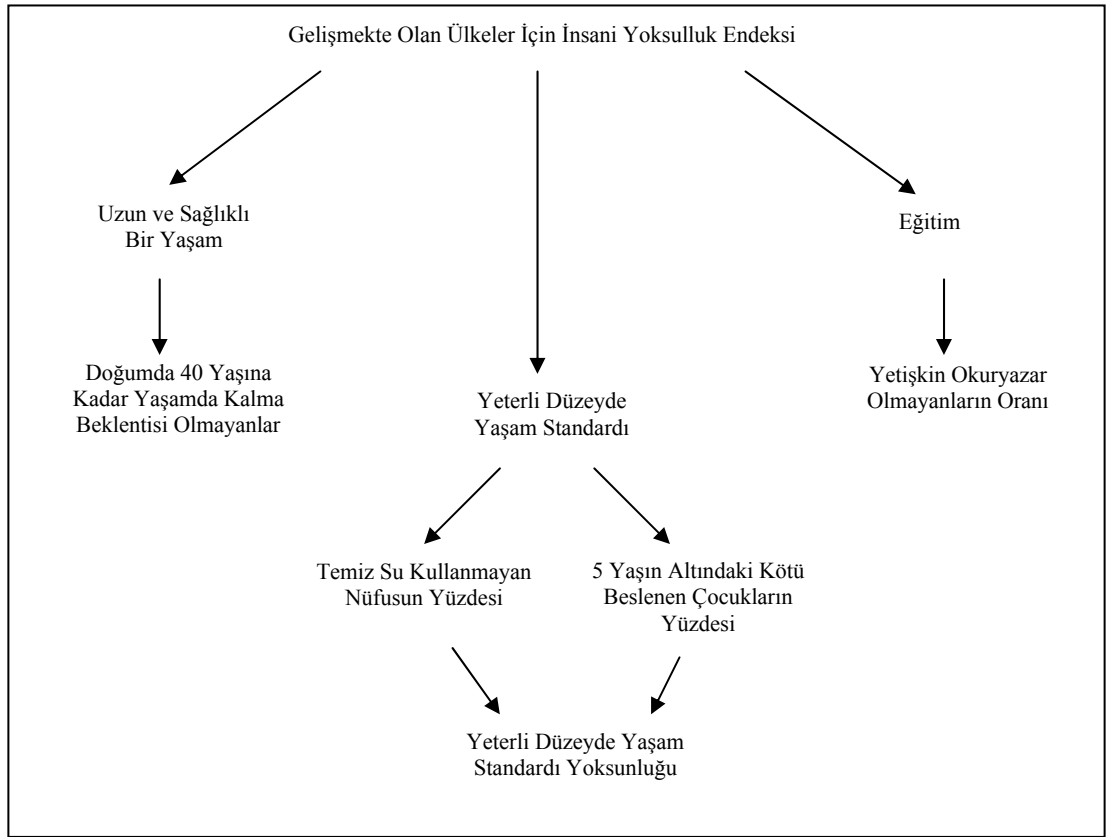 Gelişmekte Olan Ülkeler İçin İnsani Yoksulluk Endeksi
Uzun ve Sağlıklı
Bir Yaşam
Eğitim
Doğumda 40 Yaşına
Kadar Yaşamda Kalma
Beklentisi Olmayanlar
Yeterli Düzeyde
Yaşam Standardı
Yetişkin Okuryazar
Olmayanların Oranı
Temiz Su Kullanmayan
Nüfusun Yüzdesi
5 Yaşın Altındaki Kötü
Beslenen Çocukların
Yüzdesi
Yeterli Düzeyde Yaşam
Standardı Yoksunluğu